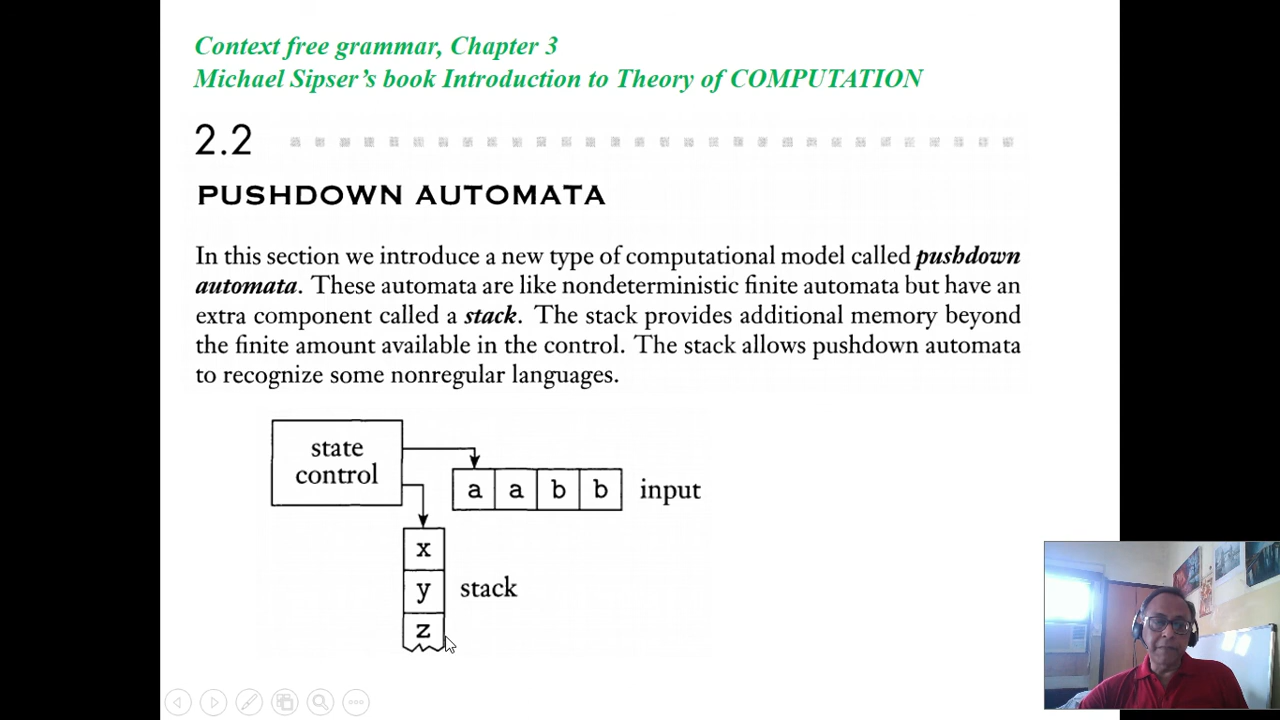 Context free grammar, Chapter 3
Michael Sipser’s book Introduction to Theory of COMPUTATION
2.2
PUSHDOWN AUTOMATA
In this section we introduce a new type of computational model called pushdown
automata. These automata are like nondeterministic finite automata but have an
extra component called a stack. The stack provides additional memory beyond
the finite amount available in the control. The stack allows pushdown automata
to recognize some nonregular languages.
state
control
a a b b input
x
y stack
z